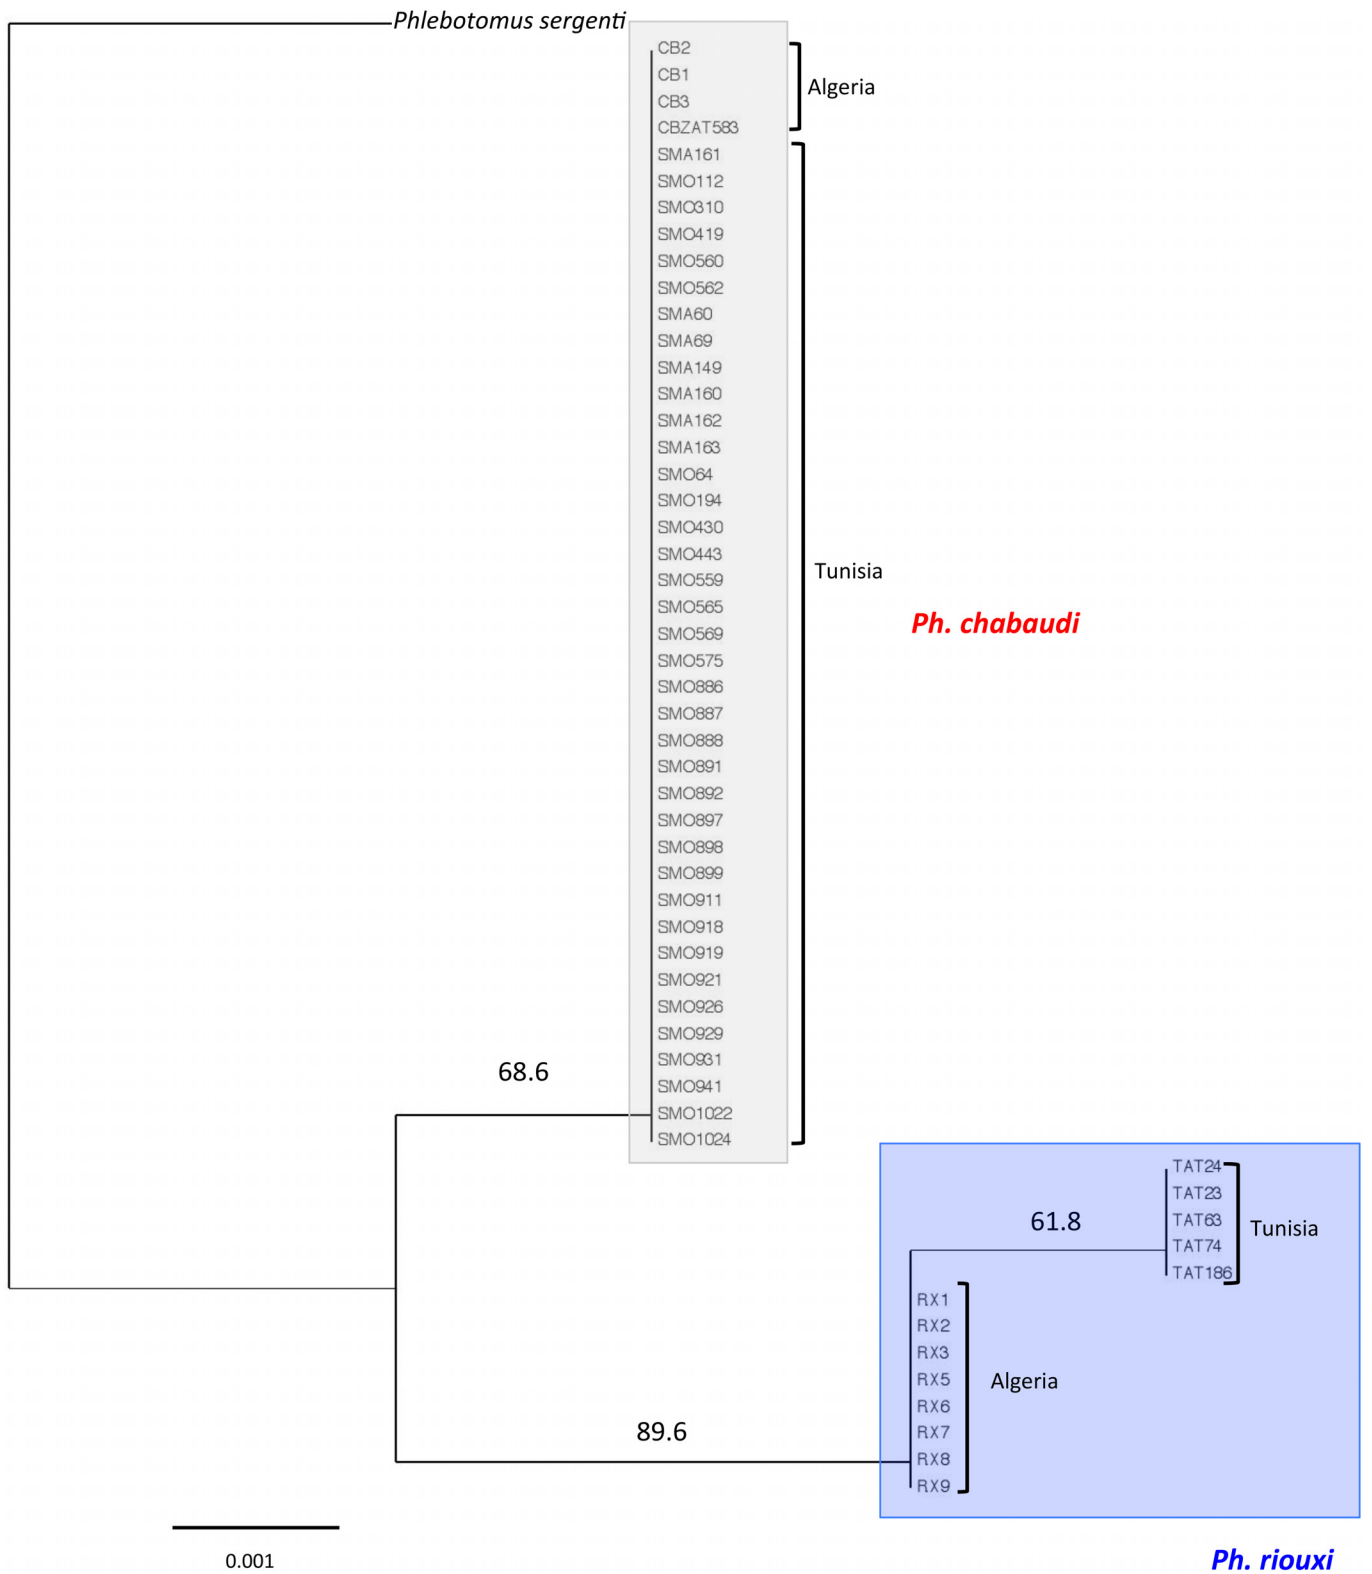 Phlebotomus sergenti
CB2
CB1
CB3
CBZAT583
Algeria
SMA161
SMO112
SMO310
SMO419
SMO560
SMO562
SMA60
SMA69
SMA149
SMA160
SMA162
SMA163
SMO64
SMO194
SMO430
SMO443
SMO559
SMO565
SMO569
SMO575
SMO886
SMO887
SMO888
SMO891
SMO892
SMO897
SMO898
SMO899
SMO911
SMO918
SMO919
SMO921
SMO926
SMO929
SMO931
SMO941
SMO1022
SMO1024
Tunisia
Ph. chabaudi
68.6
TAT24
TAT23
TAT63
TAT74
TAT186
Tunisia
61.8
RX1
RX2
RX3
RX5
RX6
RX7
RX8
RX9
Algeria
89.6
0.001
Ph. riouxi